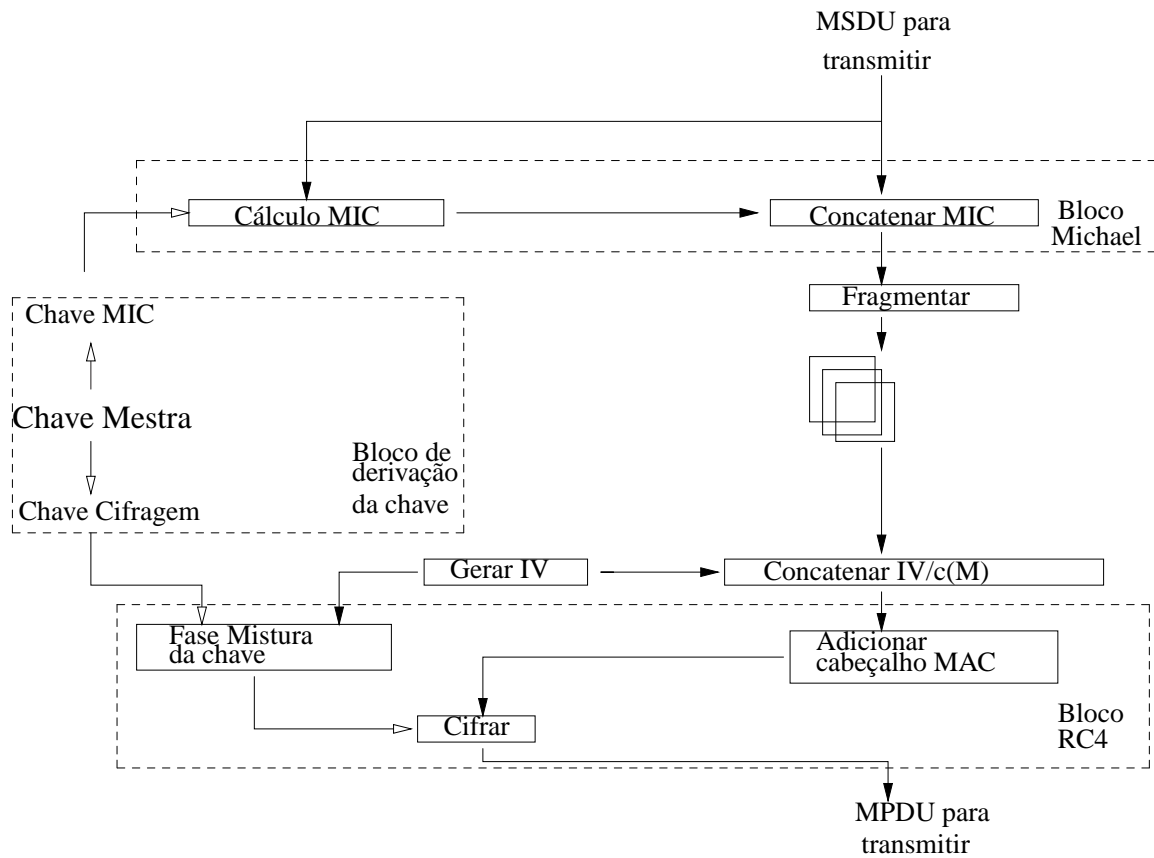 MSDU para
transmitir
Cálculo MIC
Concatenar MIC
Bloco
Michael
Fragmentar
Chave MIC
Chave Mestra
Bloco de
derivação
da chave
Chave Cifragem
Gerar IV
Concatenar IV/c(M)
Fase Mistura
da chave
Adicionar
cabeçalho MAC
Cifrar
Bloco
RC4
MPDU para
transmitir